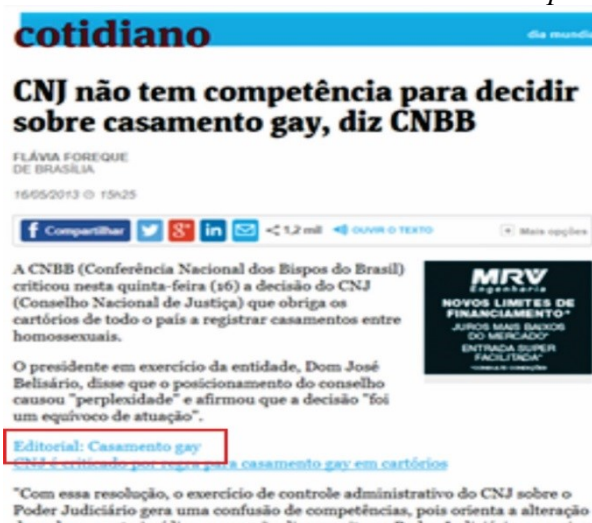 cotidiano
dia mundia
CNJ não tem competência para decidir
sobre casamento gay, diz CNBB
FLÁVIA FOREQUE
DE BRASÍLIA
16/05/2013 15h25
Compartilhar 8+ in < 1,2 mil OUVIR O TEXTO + Mais opções
A CNBB (Conferência Nacional dos Bispos do Brasil)
criticou nesta quinta-feira (16) a decisão do CNJ
(Conselho Nacional de Justiça) que obriga os
cartórios de todo o país a registrar casamentos entre
homossexuais.
MRV
Engenharia
NOVOS LIMITES DE
FINANCIAMENTO*
JUROS MAIS BAIXOS
DO MERCADO*
ENTRADA SUPER
FACILITADA*
O presidente em exercício da entidade, Dom José
Belisário, disse que o posicionamento do conselho
causou "perplexidade" e afirmou que a decisão "foi
um equívoco de atuação".
Editorial: Casamento gay
CNJ é criticado por regra para casamento gay em cartórios
"Com essa resolução, o exercício de controle administrativo do CNJ sobre o
Poder Judiciário gera uma confusão de competências, pois orienta a alteração